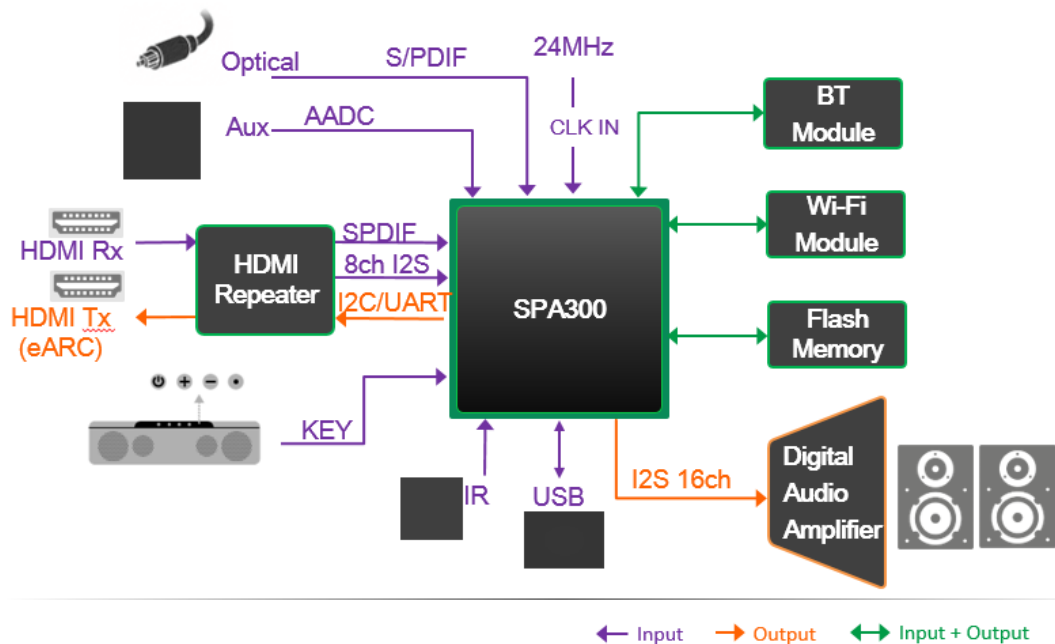 Optical
S/PDIF
24MHz
Aux
AADC
CLK IN
BT
Module
HDMI Rx
HDMI Tx
(eARC)
HDMI
Repeater
SPDIF
8ch I2S
I2C/UART
SPA300
Wi-Fi
Module
Flash
Memory
KEY
IR
USB
I2S 16ch
Digital
Audio
Amplifier
Input
Output
Input + Output